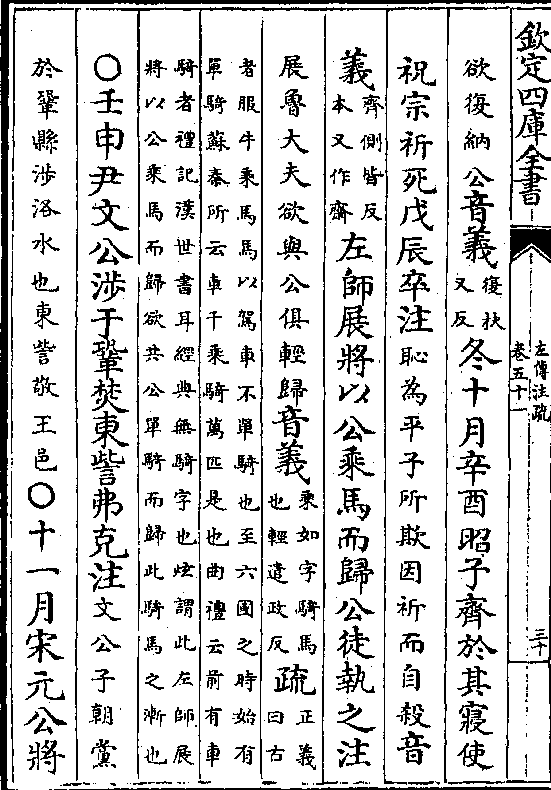 欽定四庫全書
左傳注疏
卷五十一
三十
欲復納公音義復扶又反冬十月辛酉昭子齊於其寢使
祝宗祈死戊辰卒注恥為平子所欺因祈而自殺音
義齊側皆反本又作齋左師展將以公乘馬而歸公徒執之注
展魯大夫欲與公俱輕歸音義乘如字騎馬也輕遣政反疏正義曰古
者服牛乘馬馬以駕車不單騎也至六國之時始有
單騎蘇秦所云車千乘騎萬匹是也曲禮云前有車
騎者禮記漢世書耳經典無騎字也炫謂此左師展
將以公乘馬而歸欲共公單騎而歸此騎馬之漸也
○壬申尹文公涉于鞏焚東訾弗克注文公子朝黨
於鞏縣涉洛水也東訾敬王邑○十一月宋元公將